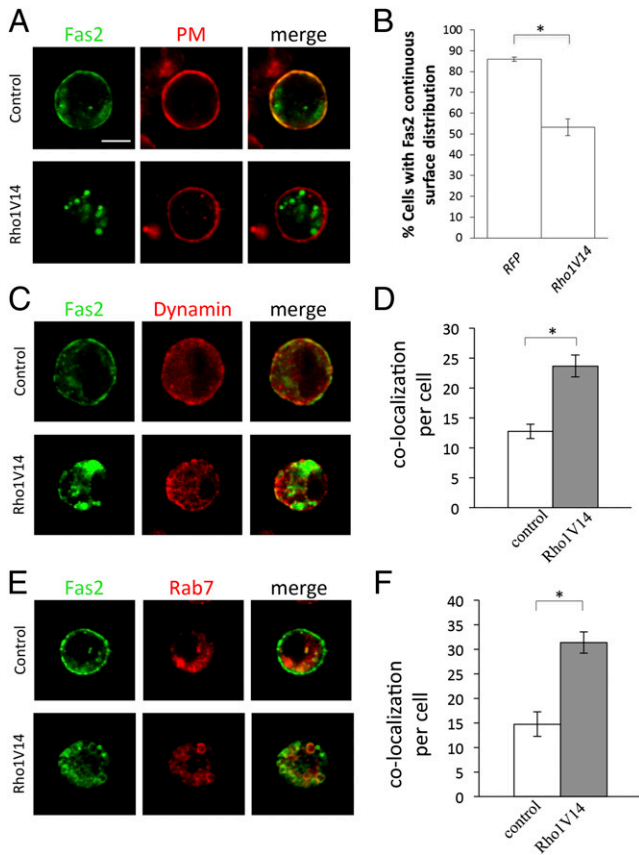 A
Fas2 PM merge
Control
Rho1V14
B
% Cells with Fas2 continuous
surface distribution
100
90
80
70
60
50
40
30
20
10
0
*
RFP Rho1V14
C
Fas2 Dynamin merge
Control
Rho1V14
D
co-localization
per cell
30
25
20
15
10
5
0
*
control Rho1V14
E
Fas2 Rab7 merge
Control
Rho1V14
F
co-localization
per cell
40
35
30
25
20
15
10
5
0
*
control Rho1V14